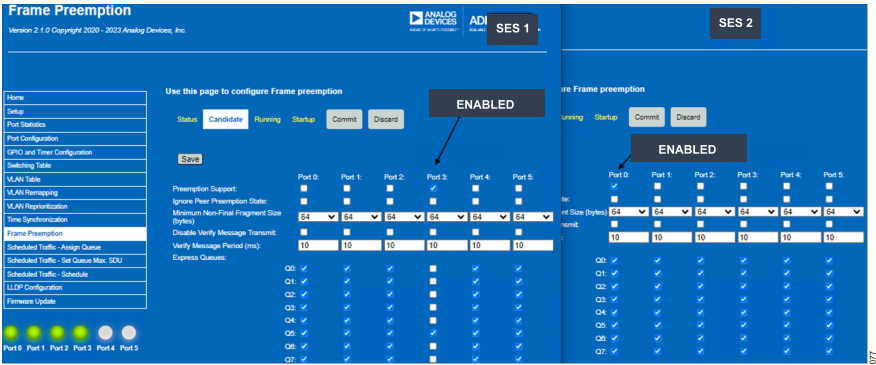 Frame Preemption
Version 2.1.0 Copyright 2020 - 2023 Analog Devices, Inc.
ANALOG DEVICES
AHEAD OF WHAT'S POSSIBLE™
SES 1
SES 2
Use this page to configure Frame preemption
Status Candidate Running Startup Commit Discard
ENABLED
Save
Port 0: Port 1: Port 2: Port 3: Port 4: Port 5:
Preemption Support:
Ignore Peer Preemption State:
Minimum Non-Final Fragment Size (bytes) 64 64 64 64 64 64
Disable Verify Message Transmit:
Verify Message Period (ms): 10 10 10 10 10 10
Express Queues:
Q0:
Q1:
Q2:
Q3:
Q4:
Q5:
Q6:
Q7:
Home
Setup
Port Statistics
Port Configuration
GPIO and Timer Configuration
Switching Table
VLAN Table
VLAN Remapping
VLAN Reprioritization
Time Synchronization
Frame Preemption
Scheduled Traffic - Assign Queue
Scheduled Traffic - Set Queue Max. SDU
Scheduled Traffic - Schedule
LLDP Configuration
Firmware Update
Port 0 Port 1 Port 2 Port 3 Port 4 Port 5
ure Frame preemption
unning Startup Commit Discard
ENABLED
Port 0: Port 1: Port 2: Port 3: Port 4: Port 5:
te:
ent Size (bytes) 64 64 64 64 64 64
nsmit:
: 10 10 10 10 10 10
Q0:
Q1:
Q2:
Q3:
Q4:
Q5:
Q6:
Q7:
077